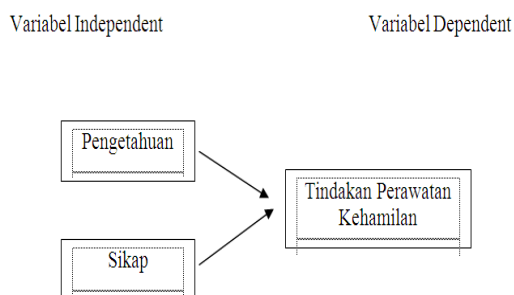 Variabel Independent
Variabel Dependent
Pengetahuan
Tindakan Perawatan
Kehamilan
Sikap